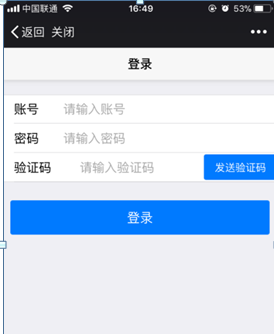 中国联通 16:49 53%
返回 关闭
登录
账号 请输入账号
密码 请输入密码
验证码 请输入验证码 发送验证码
登录